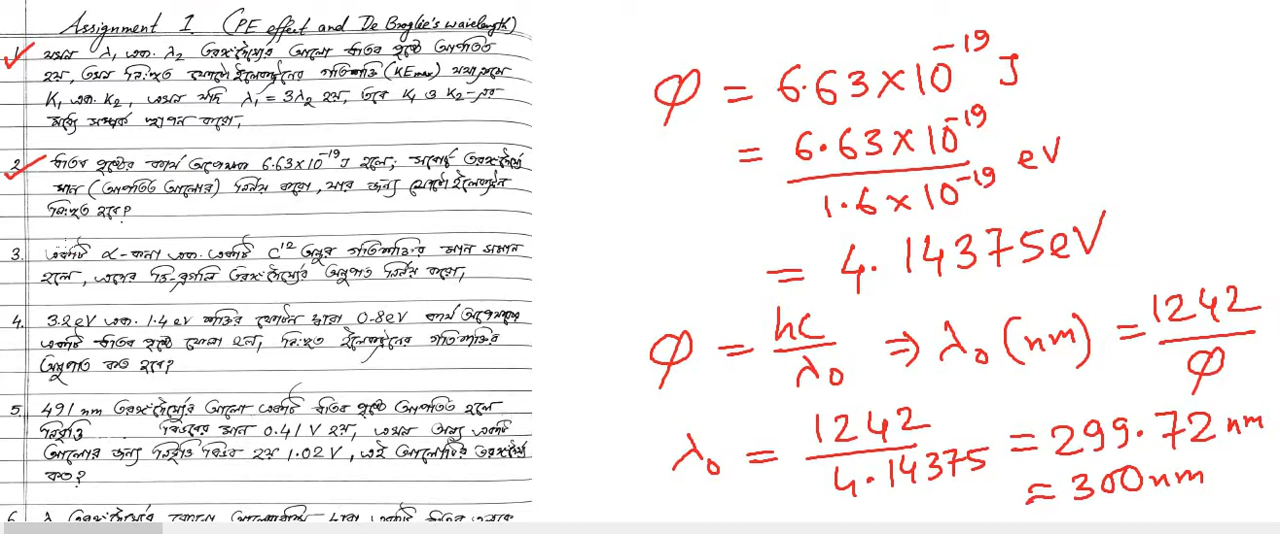 Assignment 1 (PE effect and De Broglie's wavelength)
1. যখন λ₁ এবং λ₂ তরঙ্গদৈর্ঘ্যের আলো ধাতব পৃষ্ঠে আপতিত
হয়, তখন নিঃসৃত ফোটো ইলেকট্রনের গতিশক্তি (KEmax) যথাক্রমে
K₁ এবং K₂, এখন যদি λ₁ = 3λ₂ হয়, তবে K₁ ও K₂-এর
মধ্যে সম্পর্ক স্থাপন করো,
2. ধাতব পৃষ্ঠের কার্য অপেক্ষক 6.63×10⁻¹⁹J হলে, সর্বোচ্চ তরঙ্গদৈর্ঘ্য
মান (আপতিত আলোর) নির্ণয় করো, যার জন্য ফোটো ইলেকট্রন
নিঃসৃত হবে?
3. একটি α-কনা এবং একটি C¹² অনুর গতিশক্তির মান সমান
হলে, এদের ডি-ব্রগলি তরঙ্গদৈর্ঘ্যের অনুপাত নির্ণয় করো,
4. 3.2eV এবং 1.4ev শক্তির ফোটন দ্বারা 0.8eV কার্য অপেক্ষকের
একটি ধাতব পৃষ্ঠে ফেলা হল, নিঃসৃত ইলেকট্রনের গতিশক্তির
অনুপাত কত হবে?
5. 491 nm তরঙ্গদৈর্ঘ্যের আলো একটি ধাতব পৃষ্ঠে আপতিত হলে
নিবৃত্তি বিভবের মান 0.41V হয়, এখন অন্য একটি
আলোর জন্য নিবৃত্তি বিভব হয় 1.02V, এই আলোটির তরঙ্গদৈর্ঘ্য
কত?
φ = 6.63×10⁻¹⁹ J
= 6.63×10⁻¹⁹ / 1.6×10⁻¹⁹ eV
= 4.14375eV
φ = hc/λ₀ ⇒ λ₀ (nm) = 1242/φ
λ₀ = 1242/4.14375 = 299.72 nm
= 300nm